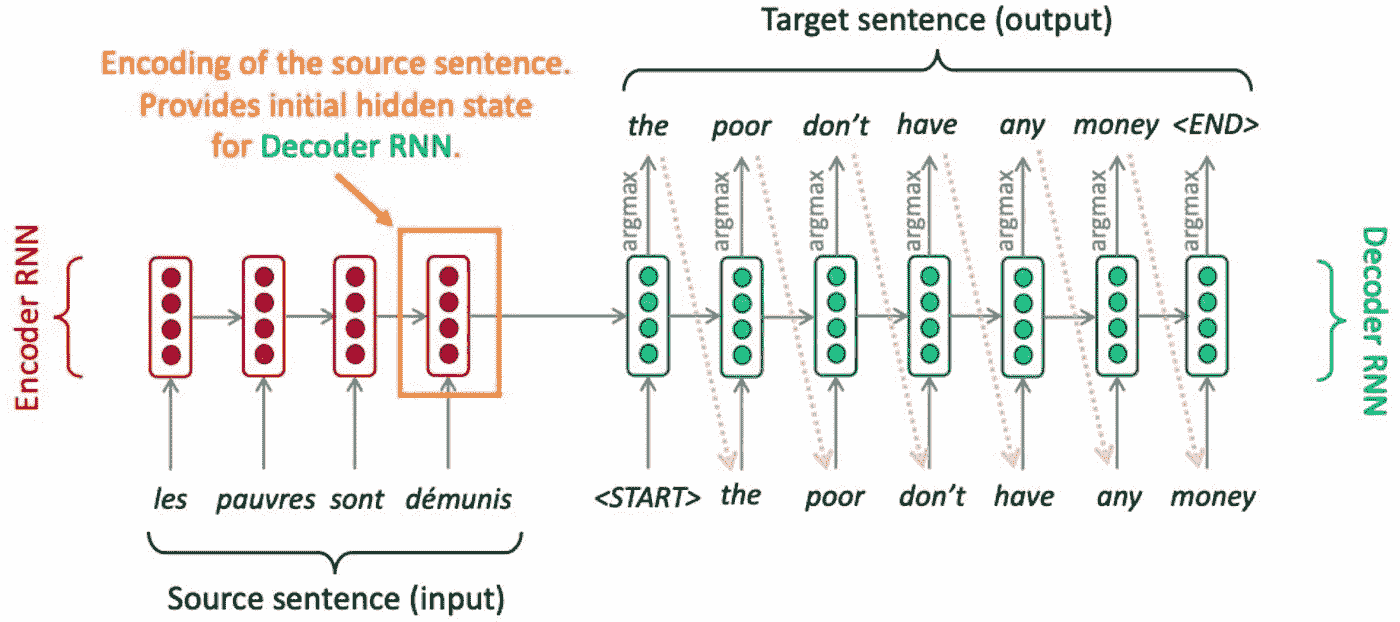 Target sentence (output)
Encoding of the source sentence.
Provides initial hidden state
for Decoder RNN.
the poor don't have any money <END>
argmax argmax argmax argmax argmax argmax argmax
Encoder RNN
Decoder RNN
les pauvres sont démunis
<START> the poor don't have any money
Source sentence (input)